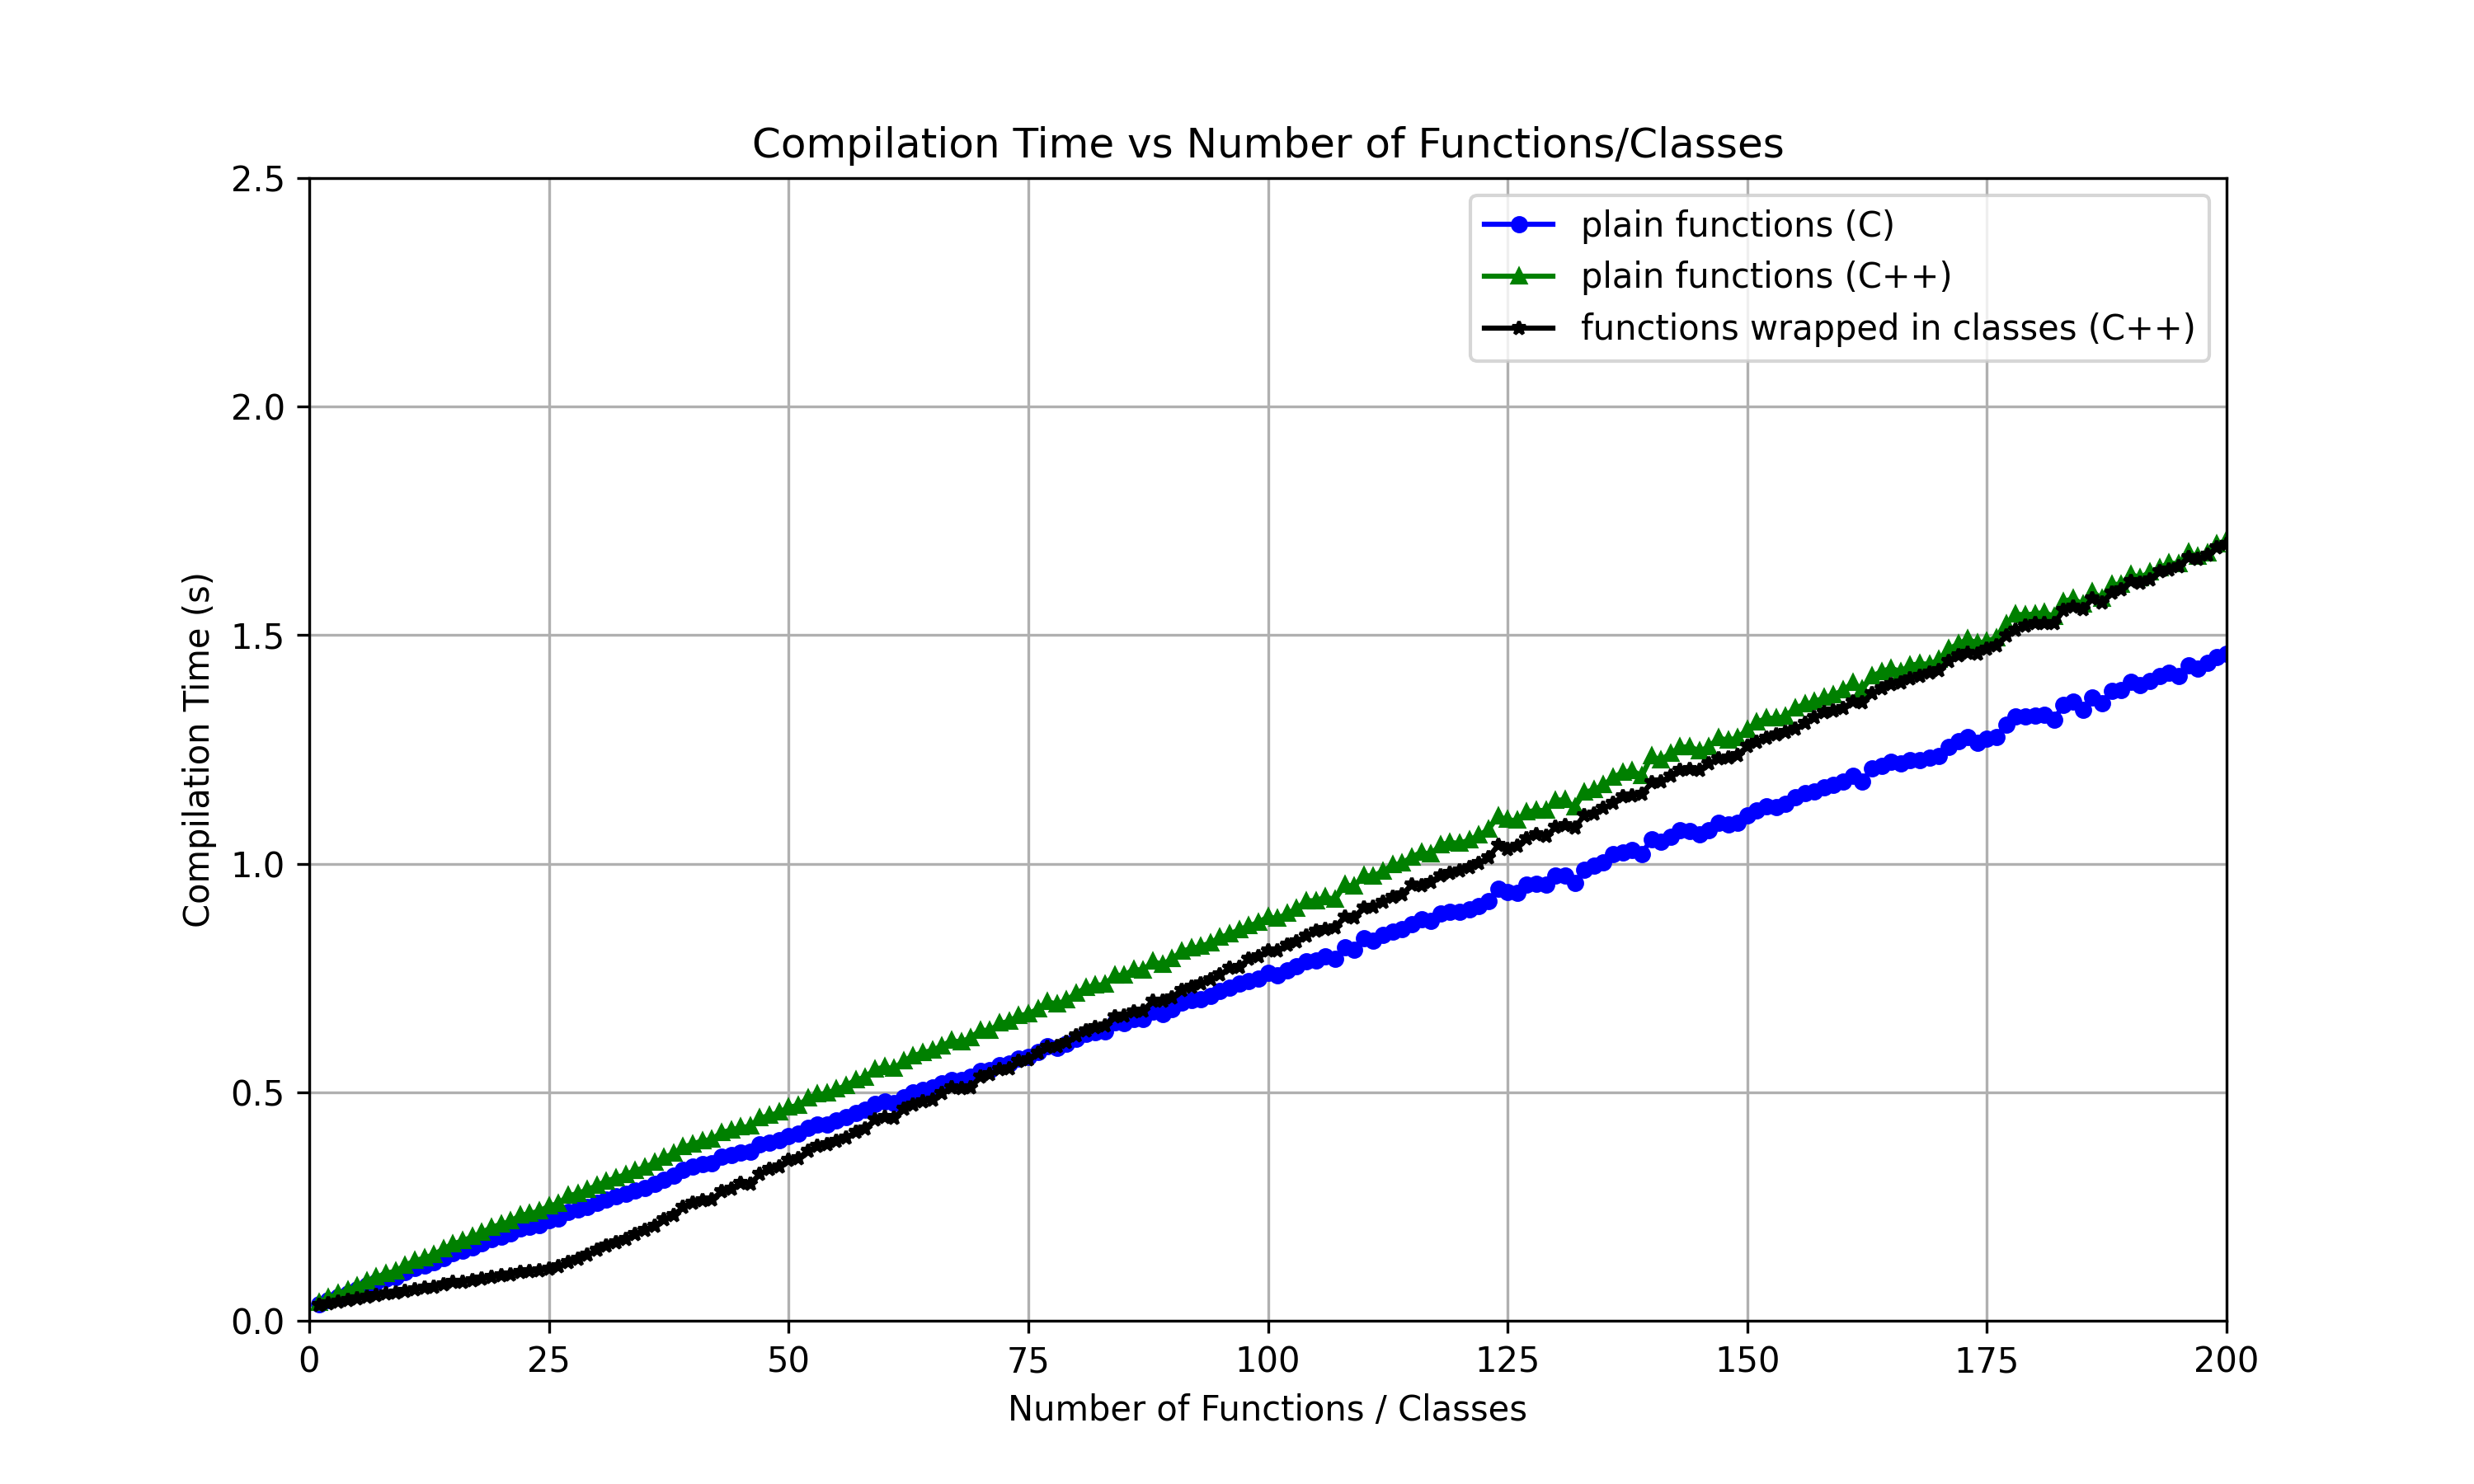 Compilation Time vs Number of Functions/Classes
2.5
2.0
1.5
1.0
0.5
0.0
Compilation Time (s)
plain functions (C)
plain functions (C++)
functions wrapped in classes (C++)
0 25 50 75 100 125 150 175 200
Number of Functions / Classes